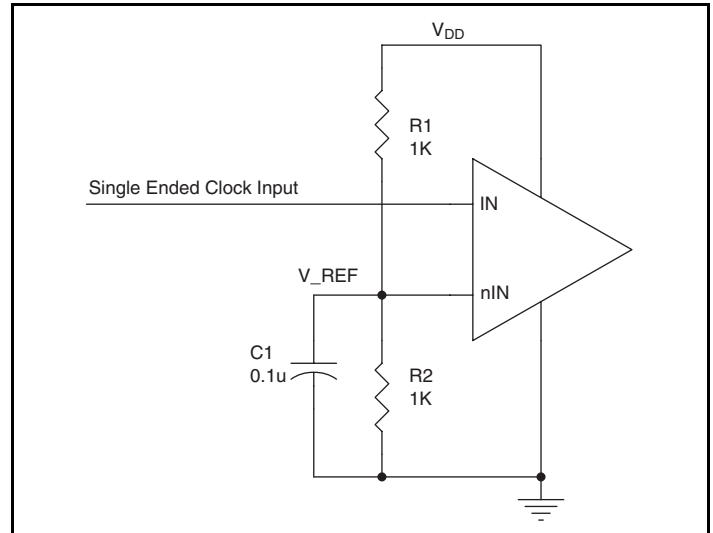 VDD
R1
1K
Single Ended Clock Input
IN
V_REF
nIN
C1
0.1u
R2
1K